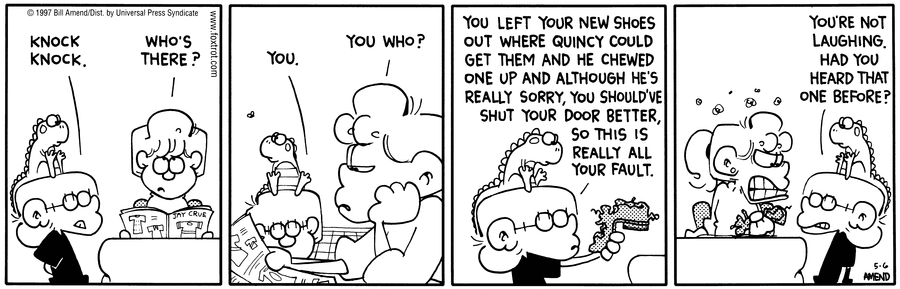 © 1997 Bill Amend/Dist. by Universal Press Syndicate
www.foxtrot.com
KNOCK
KNOCK.
WHO'S
THERE?
JAY CRUE
YOU.
YOU WHO?
YOU LEFT YOUR NEW SHOES
OUT WHERE QUINCY COULD
GET THEM AND HE CHEWED
ONE UP AND ALTHOUGH HE'S
REALLY SORRY, YOU SHOULD'VE
SHUT YOUR DOOR BETTER,
SO THIS IS
REALLY ALL
YOUR FAULT.
YOU'RE NOT
LAUGHING.
HAD YOU
HEARD THAT
ONE BEFORE?
5-6
AMEND